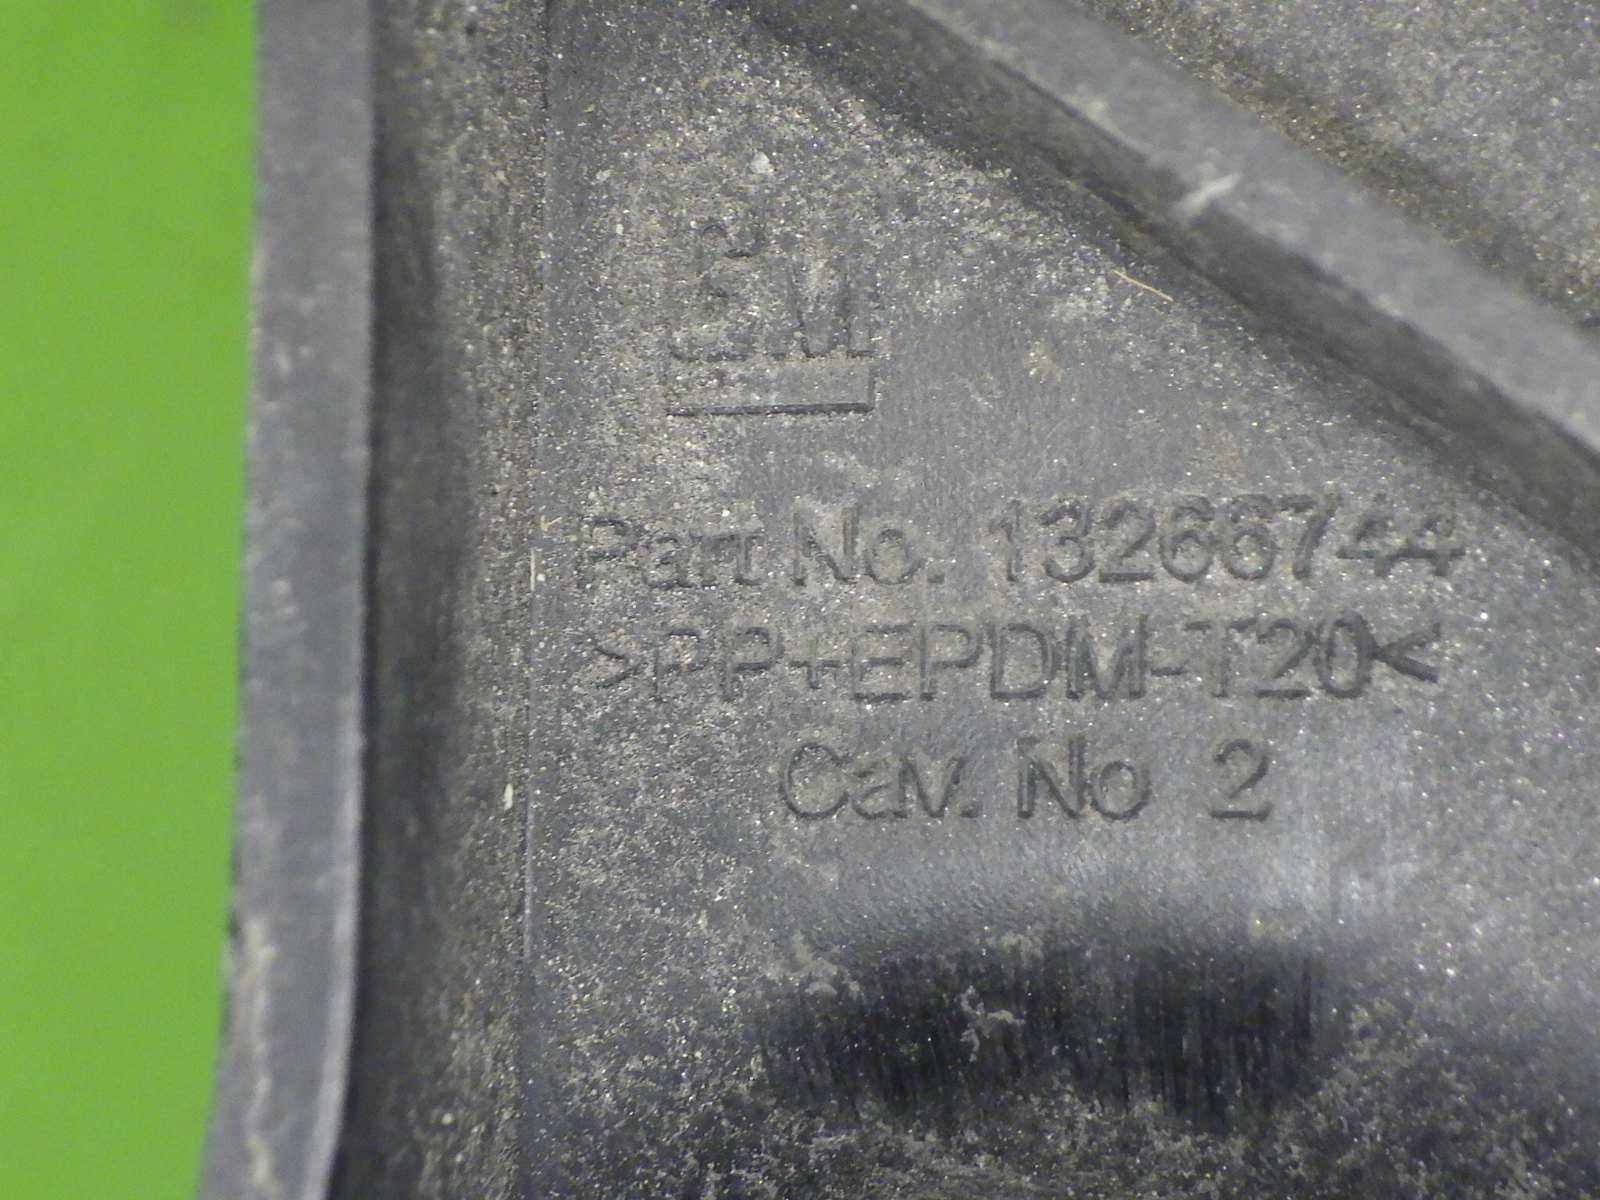 GM
Part No. 13266744
>PP+EPDM-T20<
Cav. No 2